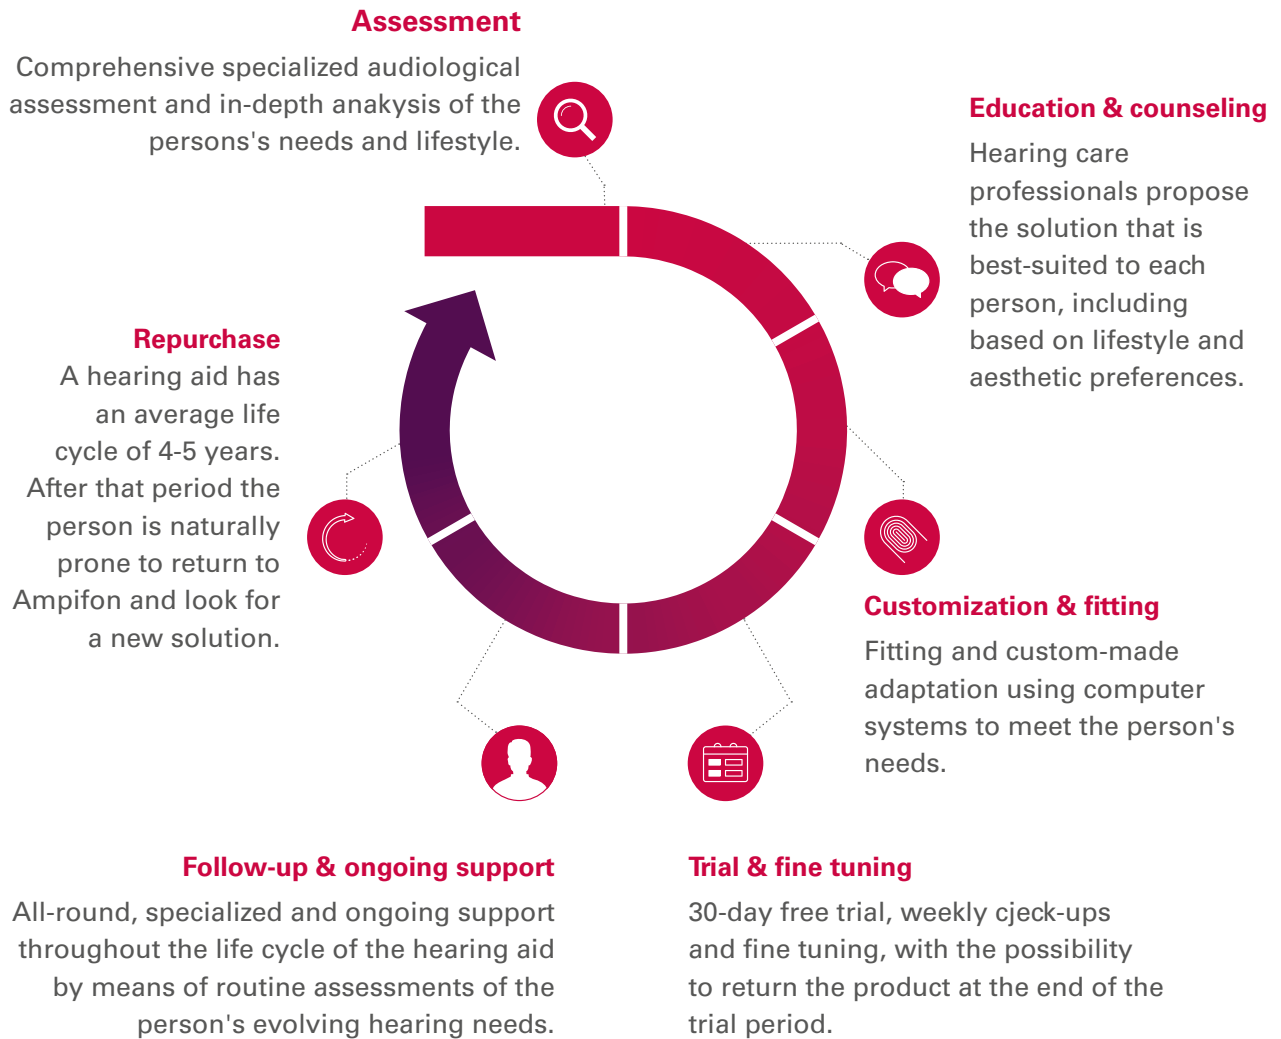 Assessment
Comprehensive specialized audiological
assessment and in-depth anakysis of the
persons's needs and lifestyle.
Education & counseling
Hearing care
professionals propose
the solution that is
best-suited to each
person, including
based on lifestyle and
aesthetic preferences.
Customization & fitting
Fitting and custom-made
adaptation using computer
systems to meet the person's
needs.
Trial & fine tuning
30-day free trial, weekly cjeck-ups
and fine tuning, with the possibility
to return the product at the end of the
trial period.
Follow-up & ongoing support
All-round, specialized and ongoing support
throughout the life cycle of the hearing aid
by means of routine assessments of the
person's evolving hearing needs.
Repurchase
A hearing aid has
an average life
cycle of 4-5 years.
After that period the
person is naturally
prone to return to
Ampifon and look for
a new solution.